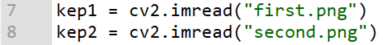 7 kep1 = cv2.imread("first.png")
8 kep2 = cv2.imread("second.png")